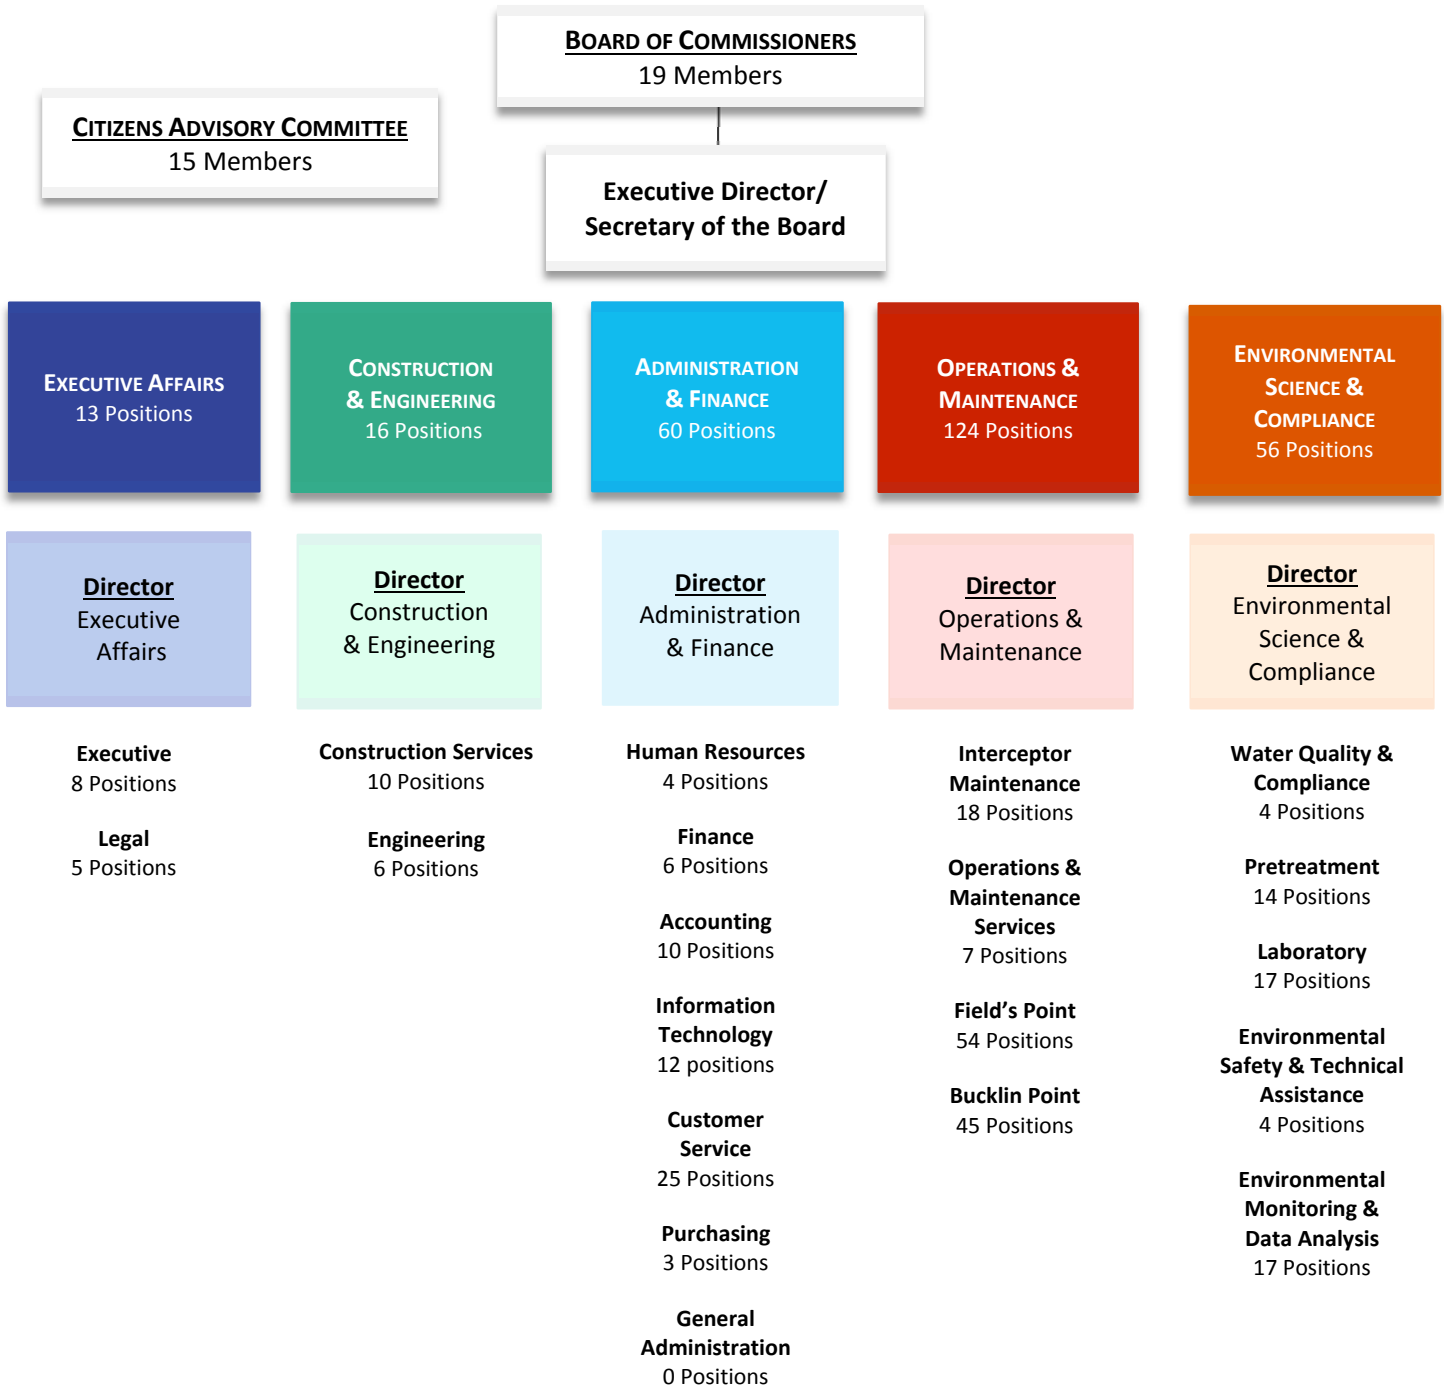 BOARD OF COMMISSIONERS
19 Members
CITIZENS ADVISORY COMMITTEE
15 Members
Executive Director/
Secretary of the Board
EXECUTIVE AFFAIRS
13 Positions
CONSTRUCTION
& ENGINEERING
16 Positions
ADMINISTRATION
& FINANCE
60 Positions
OPERATIONS &
MAINTENANCE
124 Positions
ENVIRONMENTAL
SCIENCE &
COMPLIANCE
56 Positions
Director
Executive
Affairs
Director
Construction
& Engineering
Director
Administration
& Finance
Director
Operations &
Maintenance
Director
Environmental
Science &
Compliance
Executive
8 Positions
Legal
5 Positions
Construction Services
10 Positions
Engineering
6 Positions
Human Resources
4 Positions
Finance
6 Positions
Accounting
10 Positions
Information
Technology
12 positions
Customer
Service
25 Positions
Purchasing
3 Positions
General
Administration
0 Positions
Interceptor
Maintenance
18 Positions
Operations &
Maintenance
Services
7 Positions
Field’s Point
54 Positions
Bucklin Point
45 Positions
Water Quality &
Compliance
4 Positions
Pretreatment
14 Positions
Laboratory
17 Positions
Environmental
Safety & Technical
Assistance
4 Positions
Environmental
Monitoring &
Data Analysis
17 Positions